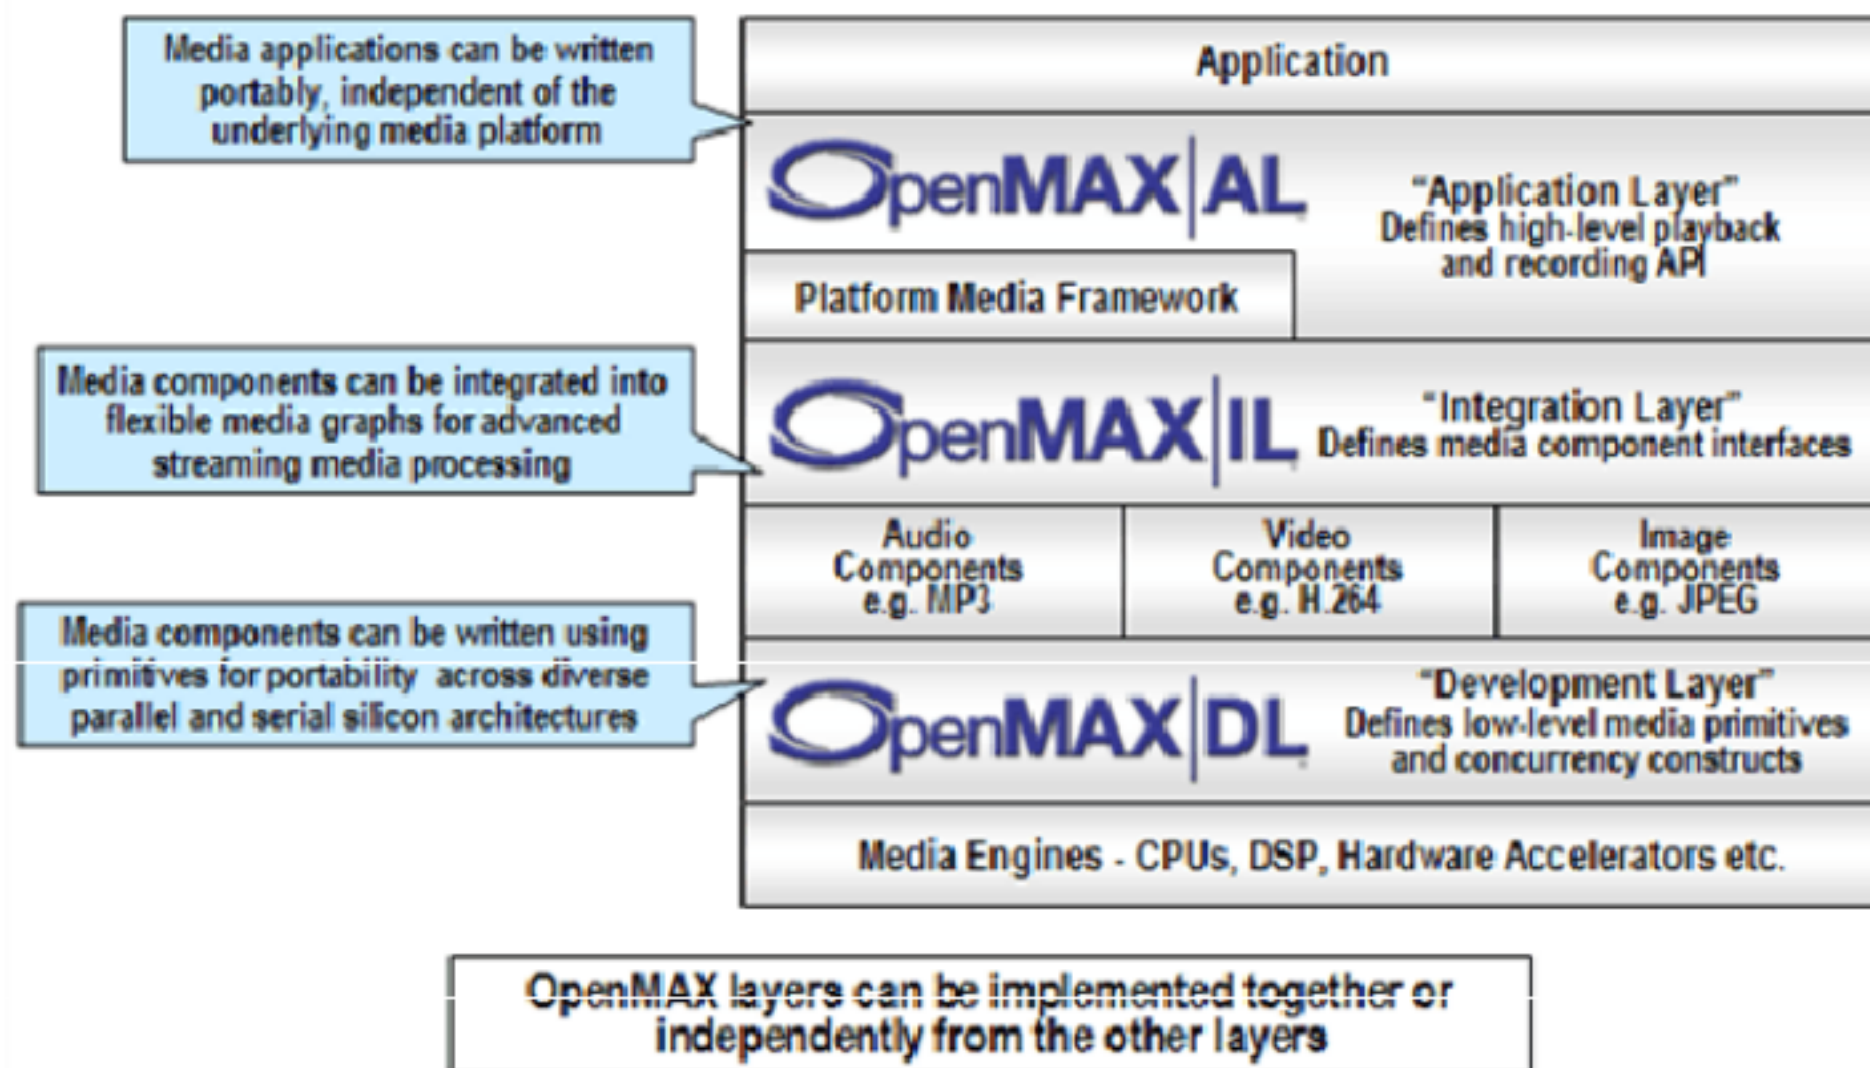 Media applications can be written
portably, independent of the
underlying media platform
Application
OpenMAX|AL
"Application Layer"
Defines high-level playback
and recording API
Platform Media Framework
Media components can be integrated into
flexible media graphs for advanced
streaming media processing
OpenMAX|IL
"Integration Layer"
Defines media component interfaces
Audio
Components
e.g. MP3
Video
Components
e.g. H.264
Image
Components
e.g. JPEG
Media components can be written using
primitives for portability across diverse
parallel and serial silicon architectures
OpenMAX|DL
"Development Layer"
Defines low-level media primitives
and concurrency constructs
Media Engines - CPUs, DSP, Hardware Accelerators etc.
OpenMAX layers can be implemented together or
independently from the other layers